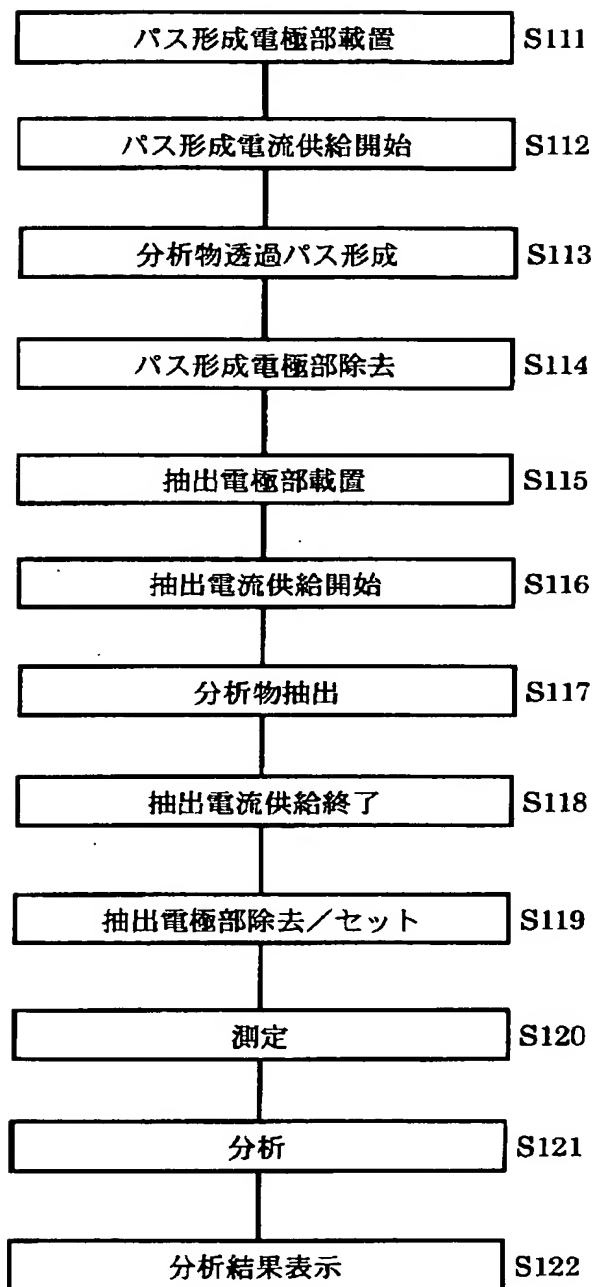 パス形成電極部載置 S111
パス形成電流供給開始 S112
分析物透過パス形成 S113
パス形成電極部除去 S114
抽出電極部載置 S115
抽出電流供給開始 S116
分析物抽出 S117
抽出電流供給終了 S118
抽出電極部除去／セット S119
測定 S120
分析 S121
分析結果表示 S122